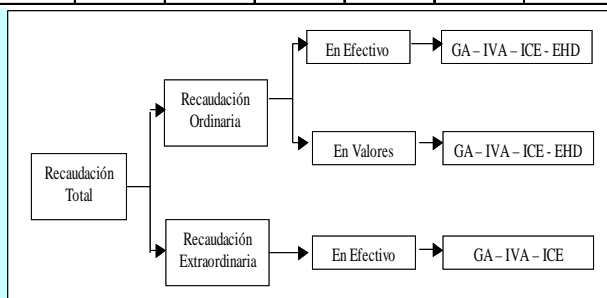 En Efectivo
GA – IVA – ICE - EHD
Recaudación
Ordinaria
En Valores
GA – IVA – ICE - EHD
Recaudación
Total
Recaudación
Extraordinaria
En Efectivo
GA – IVA – ICE